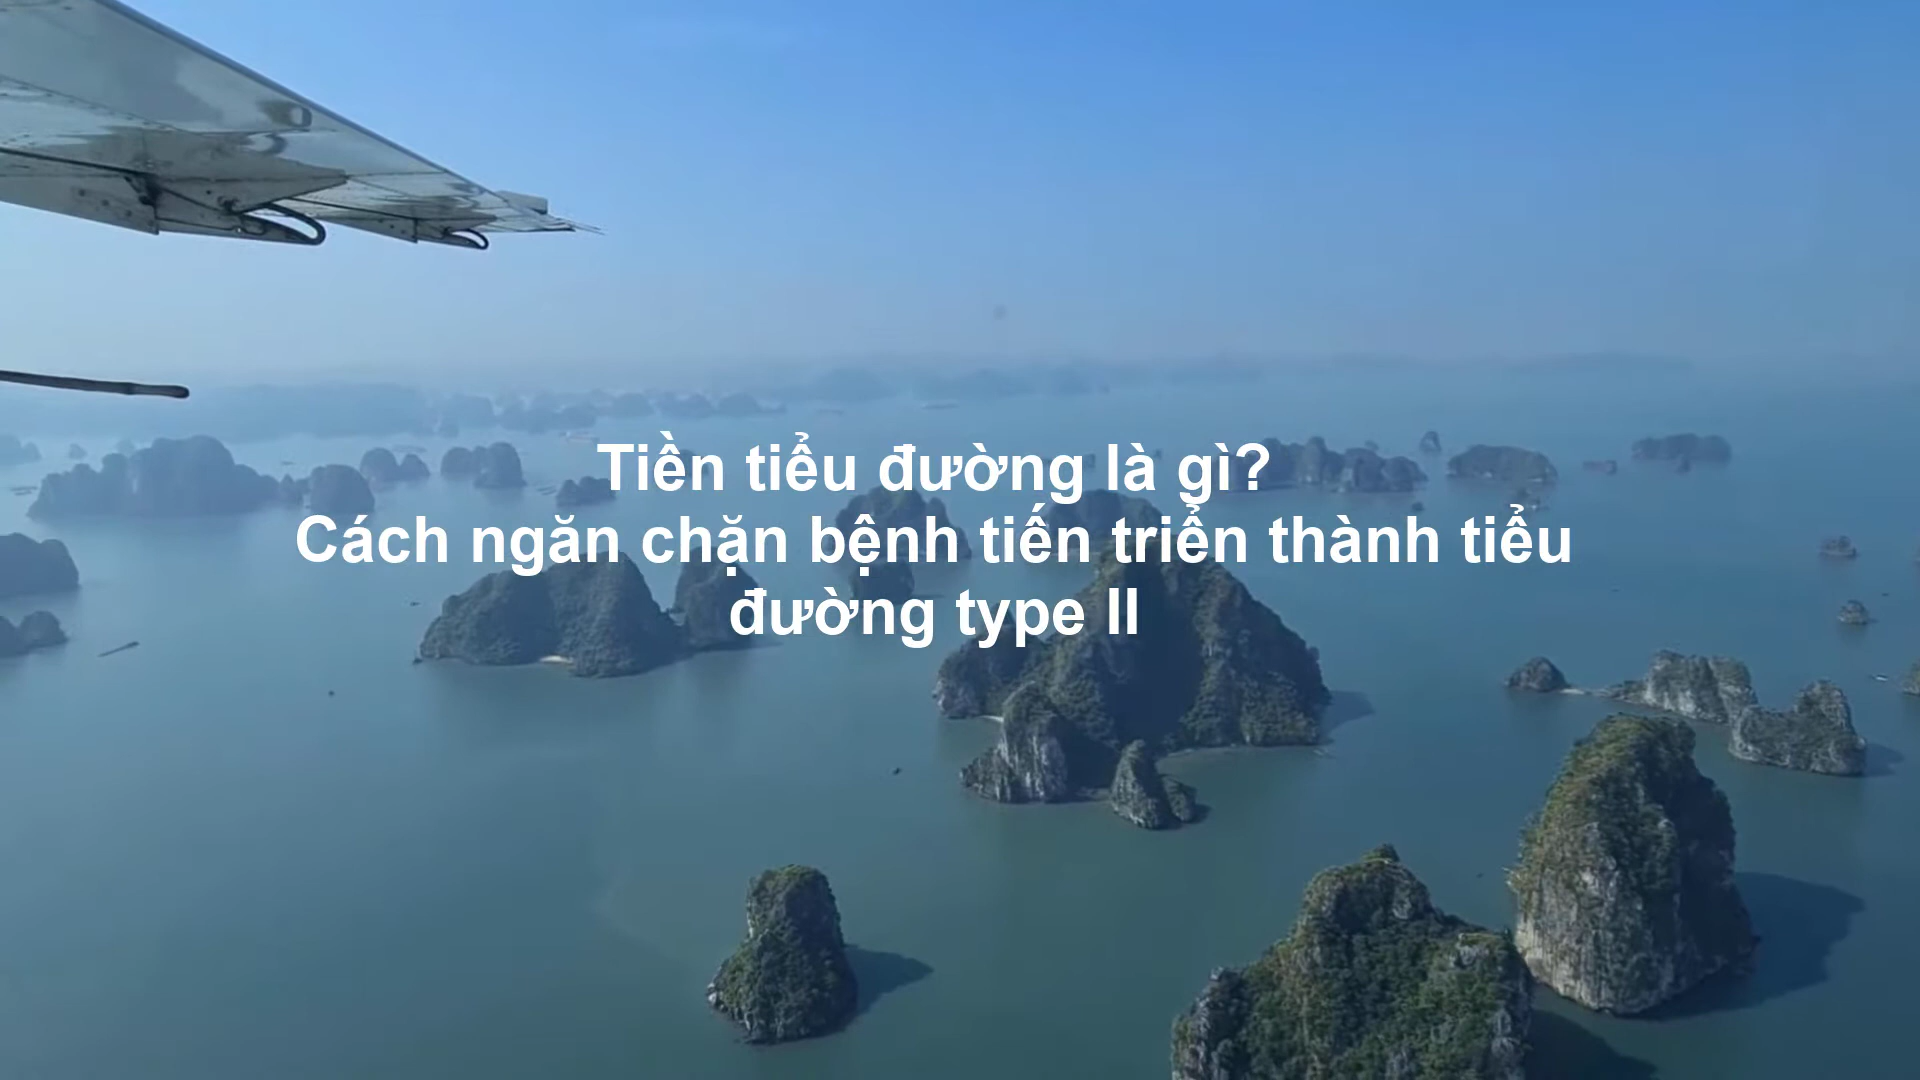 Tiền tiểu đường là gì?
Cách ngăn chặn bệnh tiến triển thành tiểu
đường type II